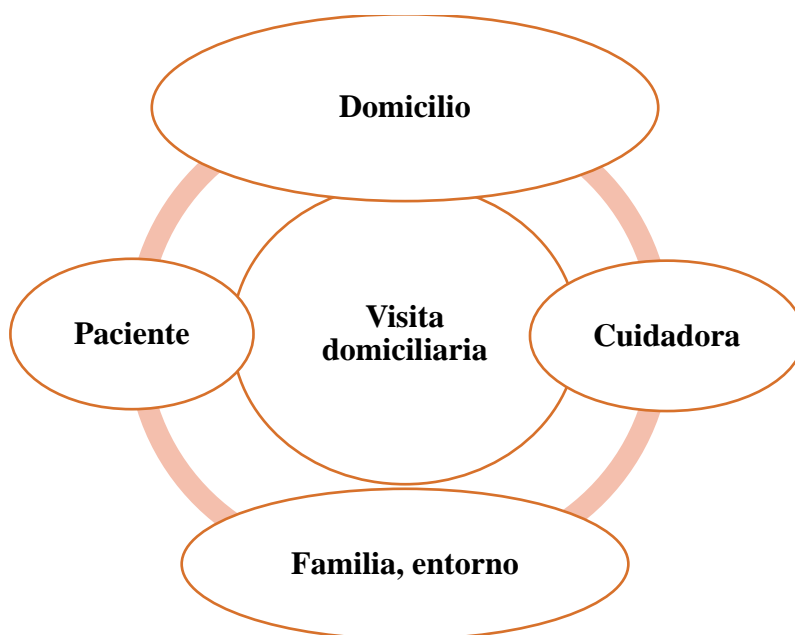 Domicilio
Paciente
Visita
domiciliaria
Cuidadora
Familia, entorno